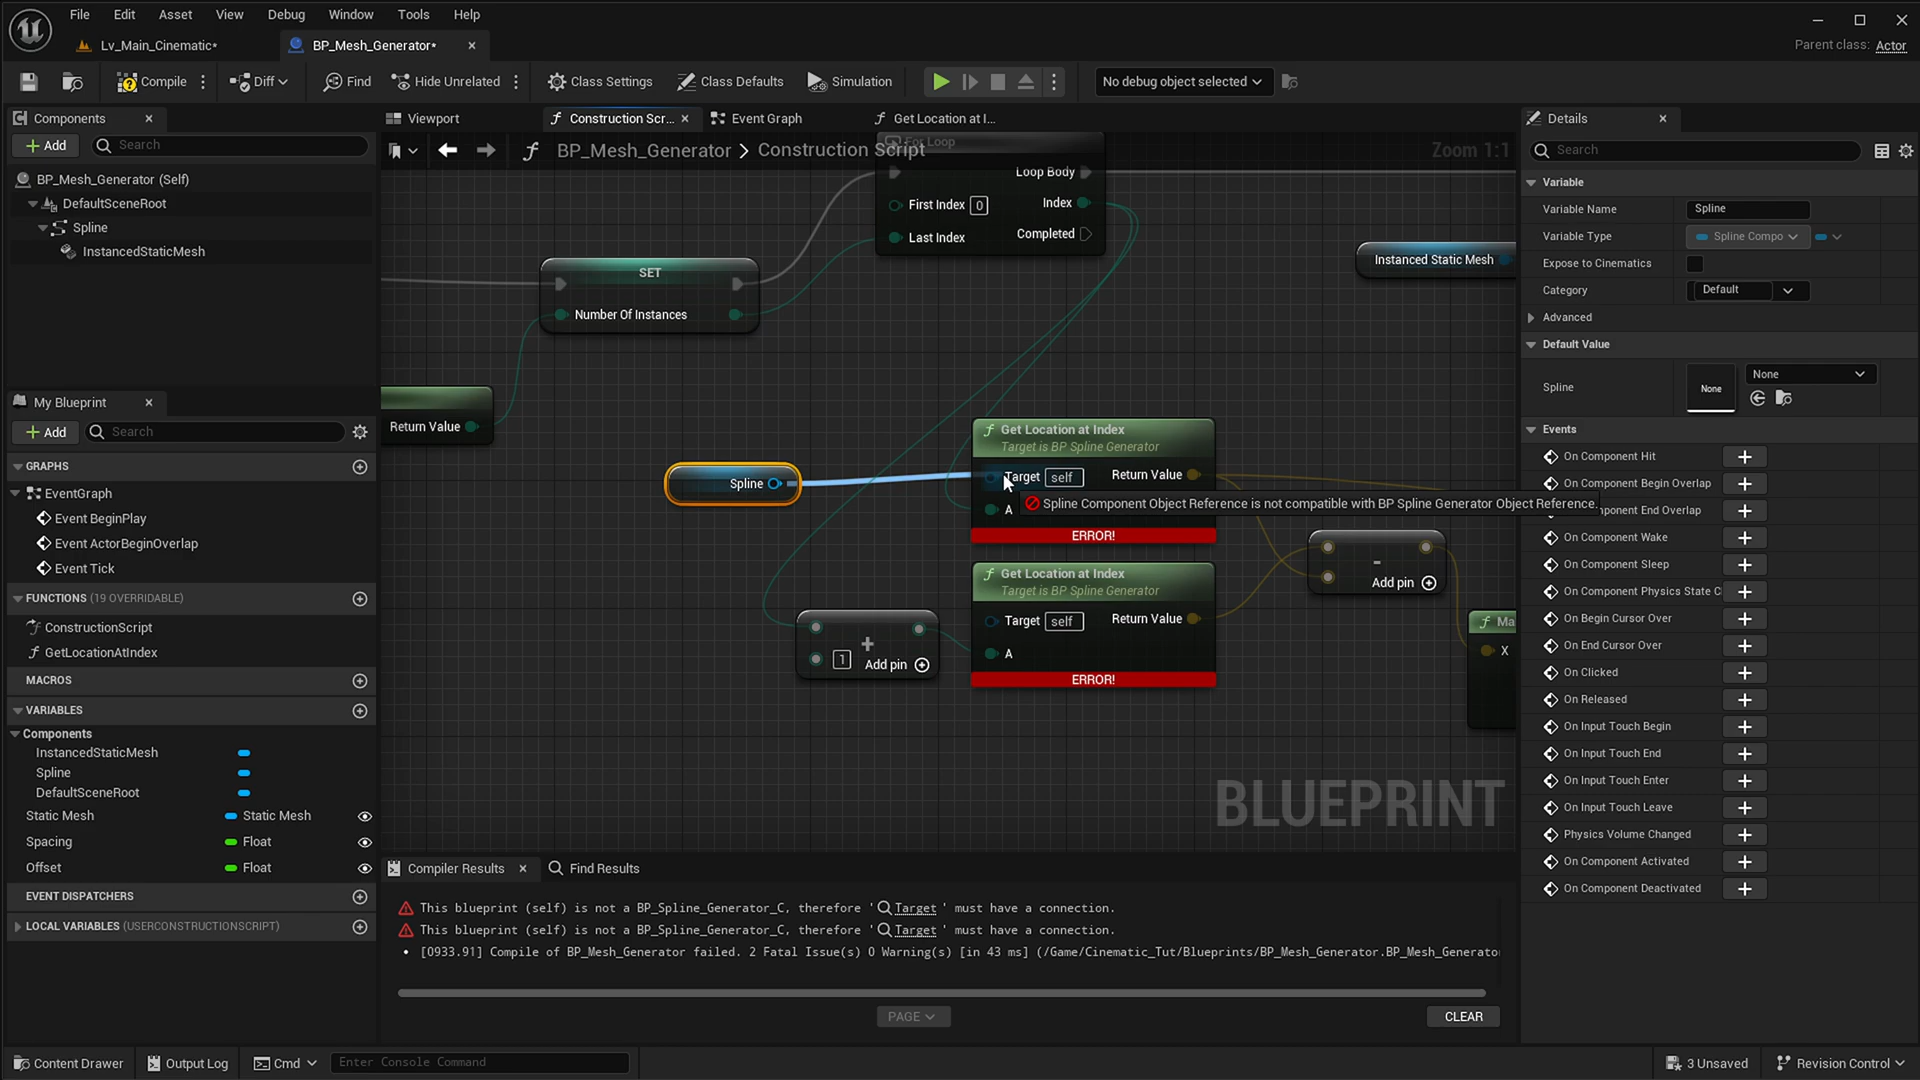 File Edit Asset View Debug Window Tools Help
Lv_Main_Cinematic*
BP_Mesh_Generator*
Parent class: Actor
Compile
Diff
Find
Hide Unrelated
Class Settings
Class Defaults
Simulation
No debug object selected
Components
Add
Search
BP_Mesh_Generator (Self)
DefaultSceneRoot
Spline
InstancedStaticMesh
My Blueprint
Add
Search
GRAPHS
EventGraph
Event BeginPlay
Event ActorBeginOverlap
Event Tick
FUNCTIONS (19 OVERRIDABLE)
ConstructionScript
GetLocationAtIndex
MACROS
VARIABLES
Components
InstancedStaticMesh
Spline
DefaultSceneRoot
Static Mesh
Static Mesh
Spacing
Float
Offset
Float
EVENT DISPATCHERS
LOCAL VARIABLES (USERCONSTRUCTIONSCRIPT)
Viewport
Construction Scr...
Event Graph
Get Location at I...
BP_Mesh_Generator > Construction Script
Zoom 1:1
For Loop
Loop Body
First Index 0
Index
Last Index
Completed
SET
Number Of Instances
Instanced Static Mesh
Return Value
Spline
Get Location at Index
Target is BP Spline Generator
Target self
Return Value
Spline Component Object Reference is not compatible with BP Spline Generator Object Reference.
A
ERROR!
Get Location at Index
Target is BP Spline Generator
Target self
Return Value
A
ERROR!
+
1
Add pin
-
Add pin
Ma
X
BLUEPRINT
Compiler Results
Find Results
This blueprint (self) is not a BP_Spline_Generator_C, therefore ' Target ' must have a connection.
This blueprint (self) is not a BP_Spline_Generator_C, therefore ' Target ' must have a connection.
[0933.91] Compile of BP_Mesh_Generator failed. 2 Fatal Issue(s) 0 Warning(s) [in 43 ms] (/Game/Cinematic_Tut/Blueprints/BP_Mesh_Generator.BP_Mesh_Generato
PAGE
CLEAR
Details
Search
Variable
Variable Name
Spline
Variable Type
Spline Compo
Expose to Cinematics
Category
Default
Advanced
Default Value
Spline
None
None
Events
On Component Hit
On Component Begin Overlap
omponent End Overlap
On Component Wake
On Component Sleep
On Component Physics State C
On Begin Cursor Over
On End Cursor Over
On Clicked
On Released
On Input Touch Begin
On Input Touch End
On Input Touch Enter
On Input Touch Leave
Physics Volume Changed
On Component Activated
On Component Deactivated
Content Drawer
Output Log
Cmd
Enter Console Command
3 Unsaved
Revision Control